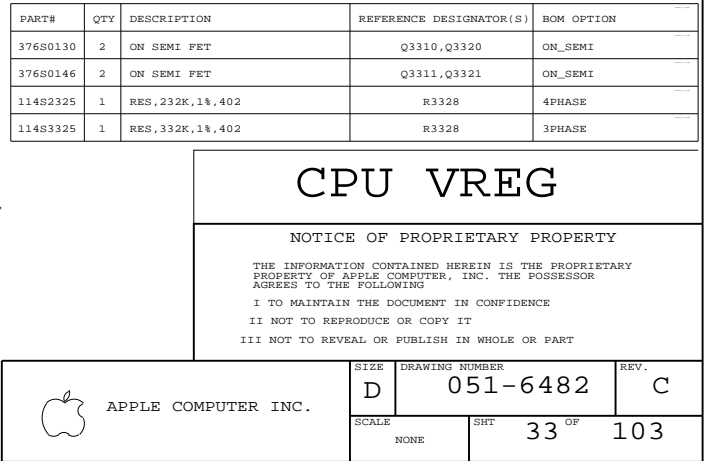 PART# QTY DESCRIPTION REFERENCE DESIGNATOR(S) BOM OPTION
376S0130 2 ON SEMI FET Q3310,Q3320 ON_SEMI
376S0146 2 ON SEMI FET Q3311,Q3321 ON_SEMI
114S2325 1 RES,232K,1%,402 R3328 4PHASE
114S3325 1 RES,332K,1%,402 R3328 3PHASE
CPU VREG
NOTICE OF PROPRIETARY PROPERTY
THE INFORMATION CONTAINED HEREIN IS THE PROPRIETARY
PROPERTY OF APPLE COMPUTER, INC. THE POSSESSOR
AGREES TO THE FOLLOWING
I TO MAINTAIN THE DOCUMENT IN CONFIDENCE
II NOT TO REPRODUCE OR COPY IT
III NOT TO REVEAL OR PUBLISH IN WHOLE OR PART
APPLE COMPUTER INC.
SIZE DRAWING NUMBER REV.
D 051-6482 C
SCALE SHT OF
NONE 33 103